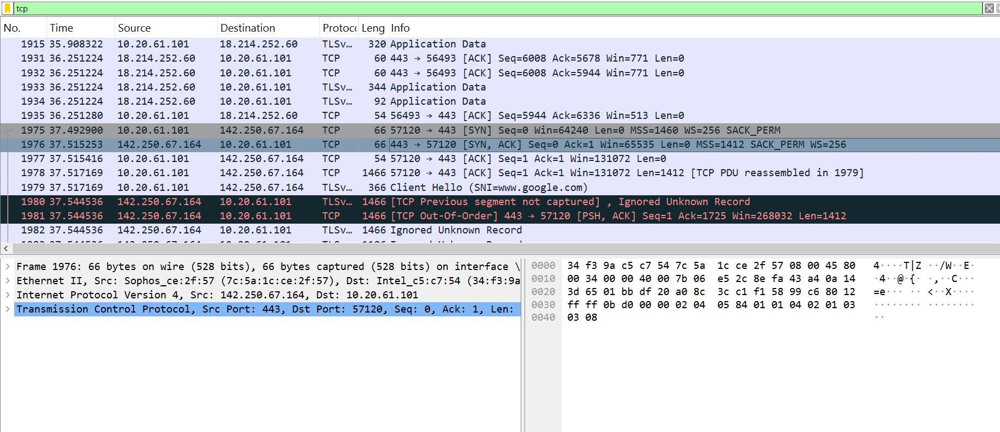 tcp
No. Time Source Destination Protoc Leng Info
1915 35.908322 10.20.61.101 18.214.252.60 TLSv… 320 Application Data
1931 36.251224 18.214.252.60 10.20.61.101 TCP 60 443 → 56493 [ACK] Seq=6008 Ack=5678 Win=771 Len=0
1932 36.251224 18.214.252.60 10.20.61.101 TCP 60 443 → 56493 [ACK] Seq=6008 Ack=5944 Win=771 Len=0
1933 36.251224 18.214.252.60 10.20.61.101 TLSv… 344 Application Data
1934 36.251224 18.214.252.60 10.20.61.101 TLSv… 92 Application Data
1935 36.251280 10.20.61.101 18.214.252.60 TCP 54 56493 → 443 [ACK] Seq=5944 Ack=6336 Win=513 Len=0
1975 37.492900 10.20.61.101 142.250.67.164 TCP 66 57120 → 443 [SYN] Seq=0 Win=64240 Len=0 MSS=1460 WS=256 SACK_PERM
1976 37.515253 142.250.67.164 10.20.61.101 TCP 66 443 → 57120 [SYN, ACK] Seq=0 Ack=1 Win=65535 Len=0 MSS=1412 SACK_PERM WS=256
1977 37.515416 10.20.61.101 142.250.67.164 TCP 54 57120 → 443 [ACK] Seq=1 Ack=1 Win=131072 Len=0
1978 37.517169 10.20.61.101 142.250.67.164 TCP 1466 57120 → 443 [ACK] Seq=1 Ack=1 Win=131072 Len=1412 [TCP PDU reassembled in 1979]
1979 37.517169 10.20.61.101 142.250.67.164 TLSv… 366 Client Hello (SNI=www.google.com)
1980 37.544536 142.250.67.164 10.20.61.101 TLSv… 1466 [TCP Previous segment not captured] , Ignored Unknown Record
1981 37.544536 142.250.67.164 10.20.61.101 TCP 1466 [TCP Out-Of-Order] 443 → 57120 [PSH, ACK] Seq=1 Ack=1725 Win=268032 Len=1412
1982 37.544536 142.250.67.164 10.20.61.101 TLSv… 1466 Ignored Unknown Record
Frame 1976: 66 bytes on wire (528 bits), 66 bytes captured (528 bits) on interface \
Ethernet II, Src: Sophos_ce:2f:57 (7c:5a:1c:ce:2f:57), Dst: Intel_c5:c7:54 (34:f3:9a
Internet Protocol Version 4, Src: 142.250.67.164, Dst: 10.20.61.101
Transmission Control Protocol, Src Port: 443, Dst Port: 57120, Seq: 0, Ack: 1, Len:
0000 34 f3 9a c5 c7 54 7c 5a 1c ce 2f 57 08 00 45 80 4····T|Z ··/W··E·
0010 00 34 00 00 40 00 7b 06 e5 2c 8e fa 43 a4 0a 14 ·4··@·{· ·,··C···
0020 3d 65 01 bb df 20 a0 8c 3c c1 f1 58 99 c6 80 12 =e··· ·· <··X····
0030 ff ff 0b d0 00 00 02 04 05 84 01 01 04 02 01 03 ········ ········
0040 03 08 ··